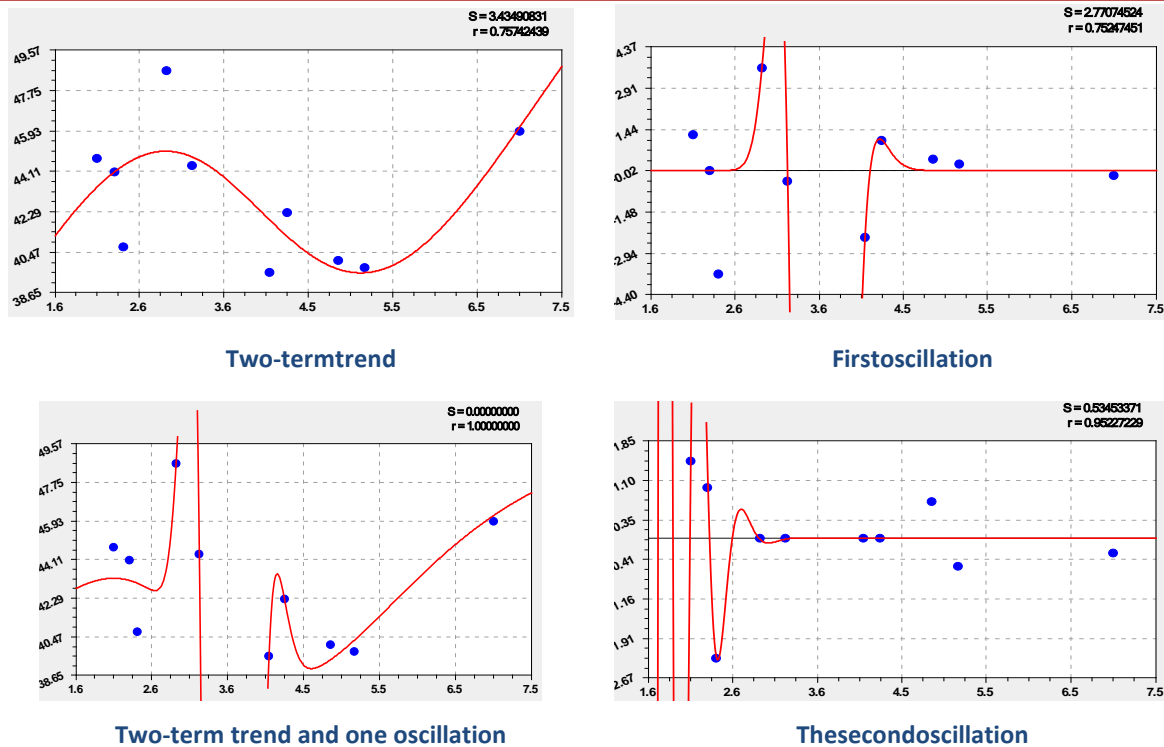 S = 3.43490831
r = 0.75742439
49.57
47.75
45.93
44.11
42.29
40.47
38.65
1.6 2.6 3.6 4.5 5.5 6.5 7.5
Two-termtrend
S = 2.77074524
r = 0.75247451
4.37
2.91
1.44
-0.02
-1.48
-2.94
-4.40
1.6 2.6 3.6 4.5 5.5 6.5 7.5
Firstoscillation
S = 0.00000000
r = 1.00000000
49.57
47.75
45.93
44.11
42.29
40.47
38.65
1.6 2.6 3.6 4.5 5.5 6.5 7.5
Two-term trend and one oscillation
S = 0.53453371
r = 0.95227229
1.85
1.10
0.35
0.41
1.16
1.91
2.67
1.6 2.6 3.6 4.5 5.5 6.5 7.5
Thesecondoscillation